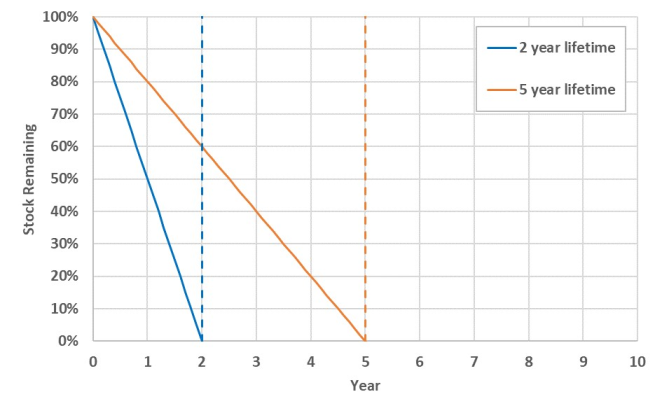 100%
90%
80%
70%
60%
50%
40%
30%
20%
10%
0%
Stock Remaining
0 1 2 3 4 5 6 7 8 9 10
Year
2 year lifetime
5 year lifetime